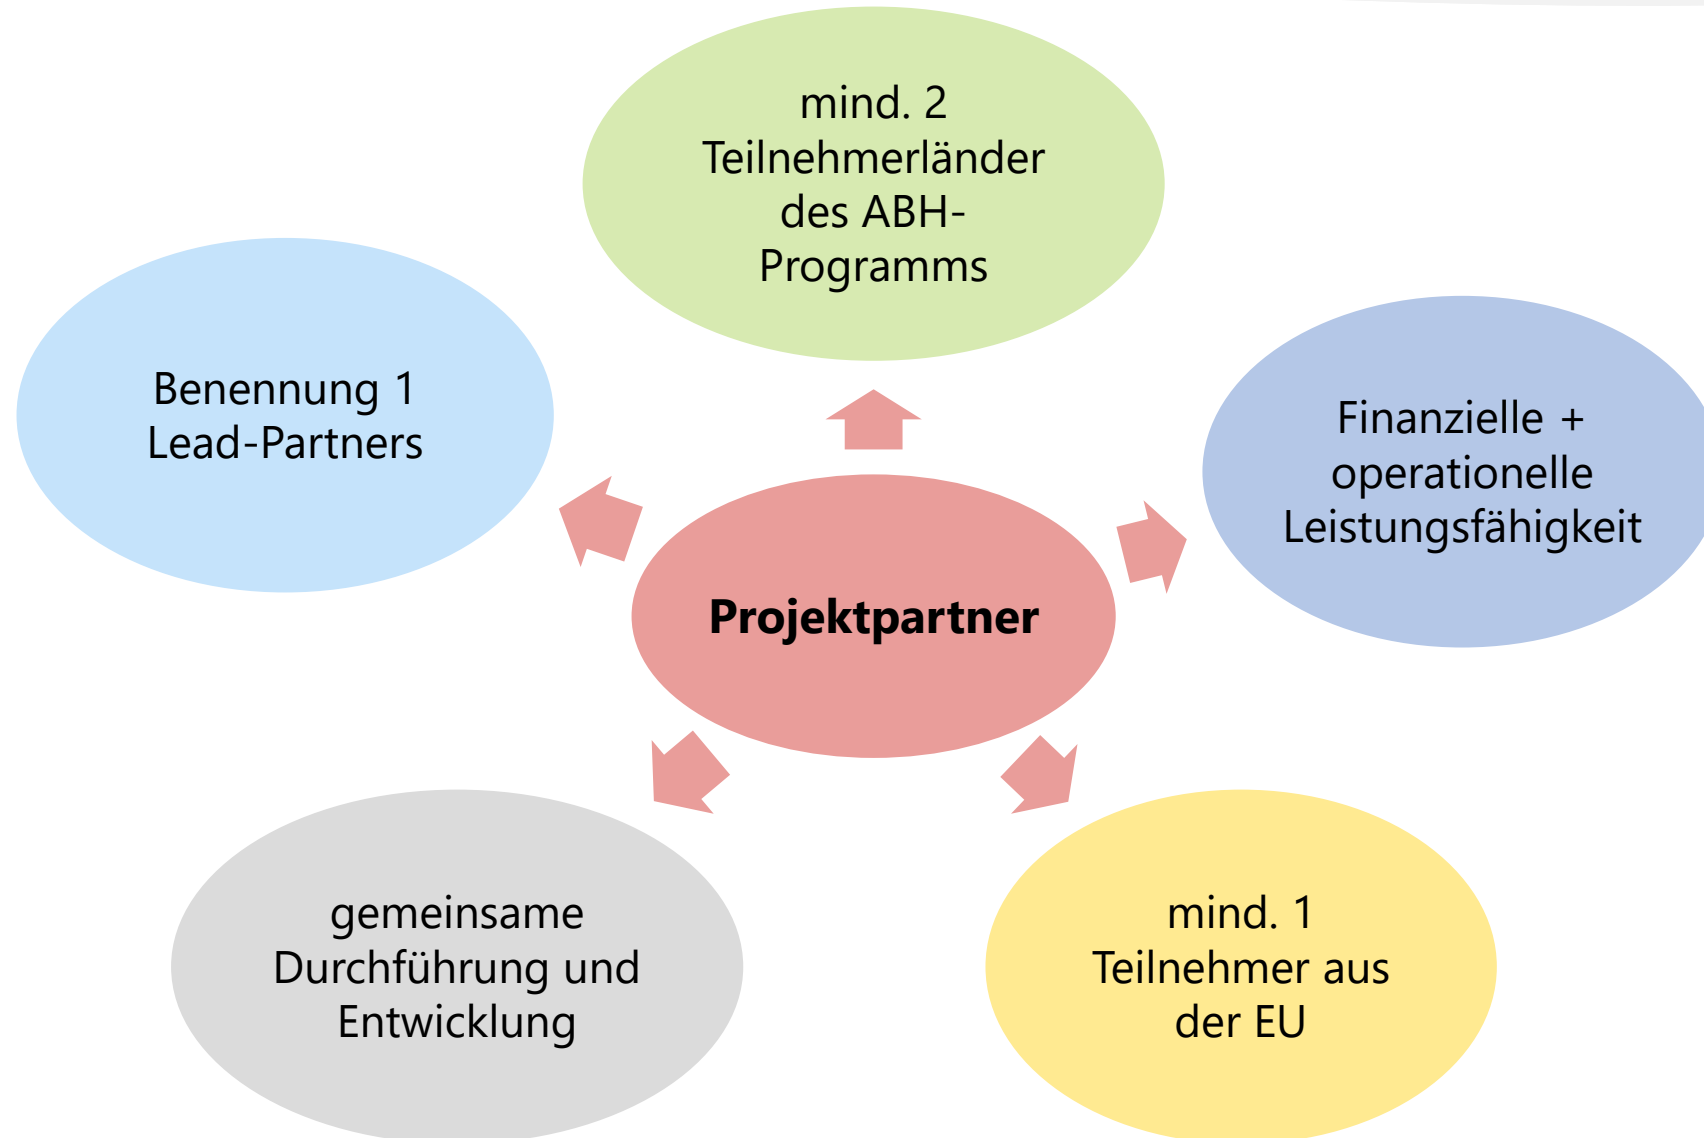 mind. 2
Teilnehmerländer
des ABH-
Programms
Benennung 1
Lead-Partners
Finanzielle +
operationelle
Leistungsfähigkeit
Projektpartner
gemeinsame
Durchführung und
Entwicklung
mind. 1
Teilnehmer aus
der EU